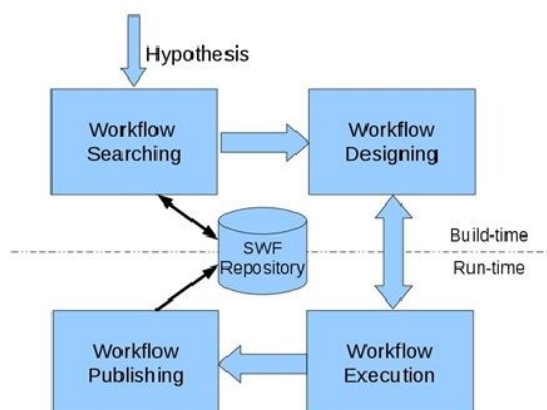 Hypothesis
Workflow
Searching
Workflow
Designing
SWF
Repository
Build-time
Run-time
Workflow
Publishing
Workflow
Execution